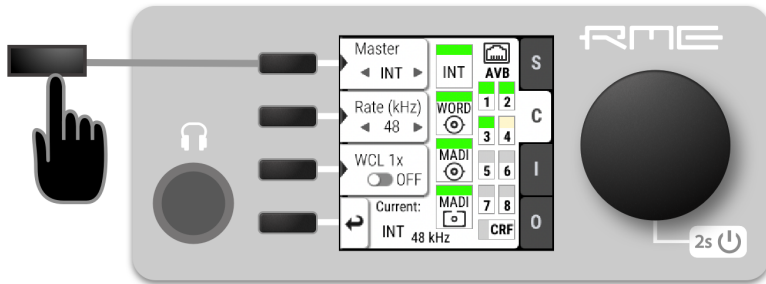 RME
Master
INT
Rate (kHz)
48
WCL 1x
OFF
Current:
INT 48 kHz
INT
WORD
MADI
MADI
AVB
1 2
3 4
5 6
7 8
CRF
S
C
I
O
2s